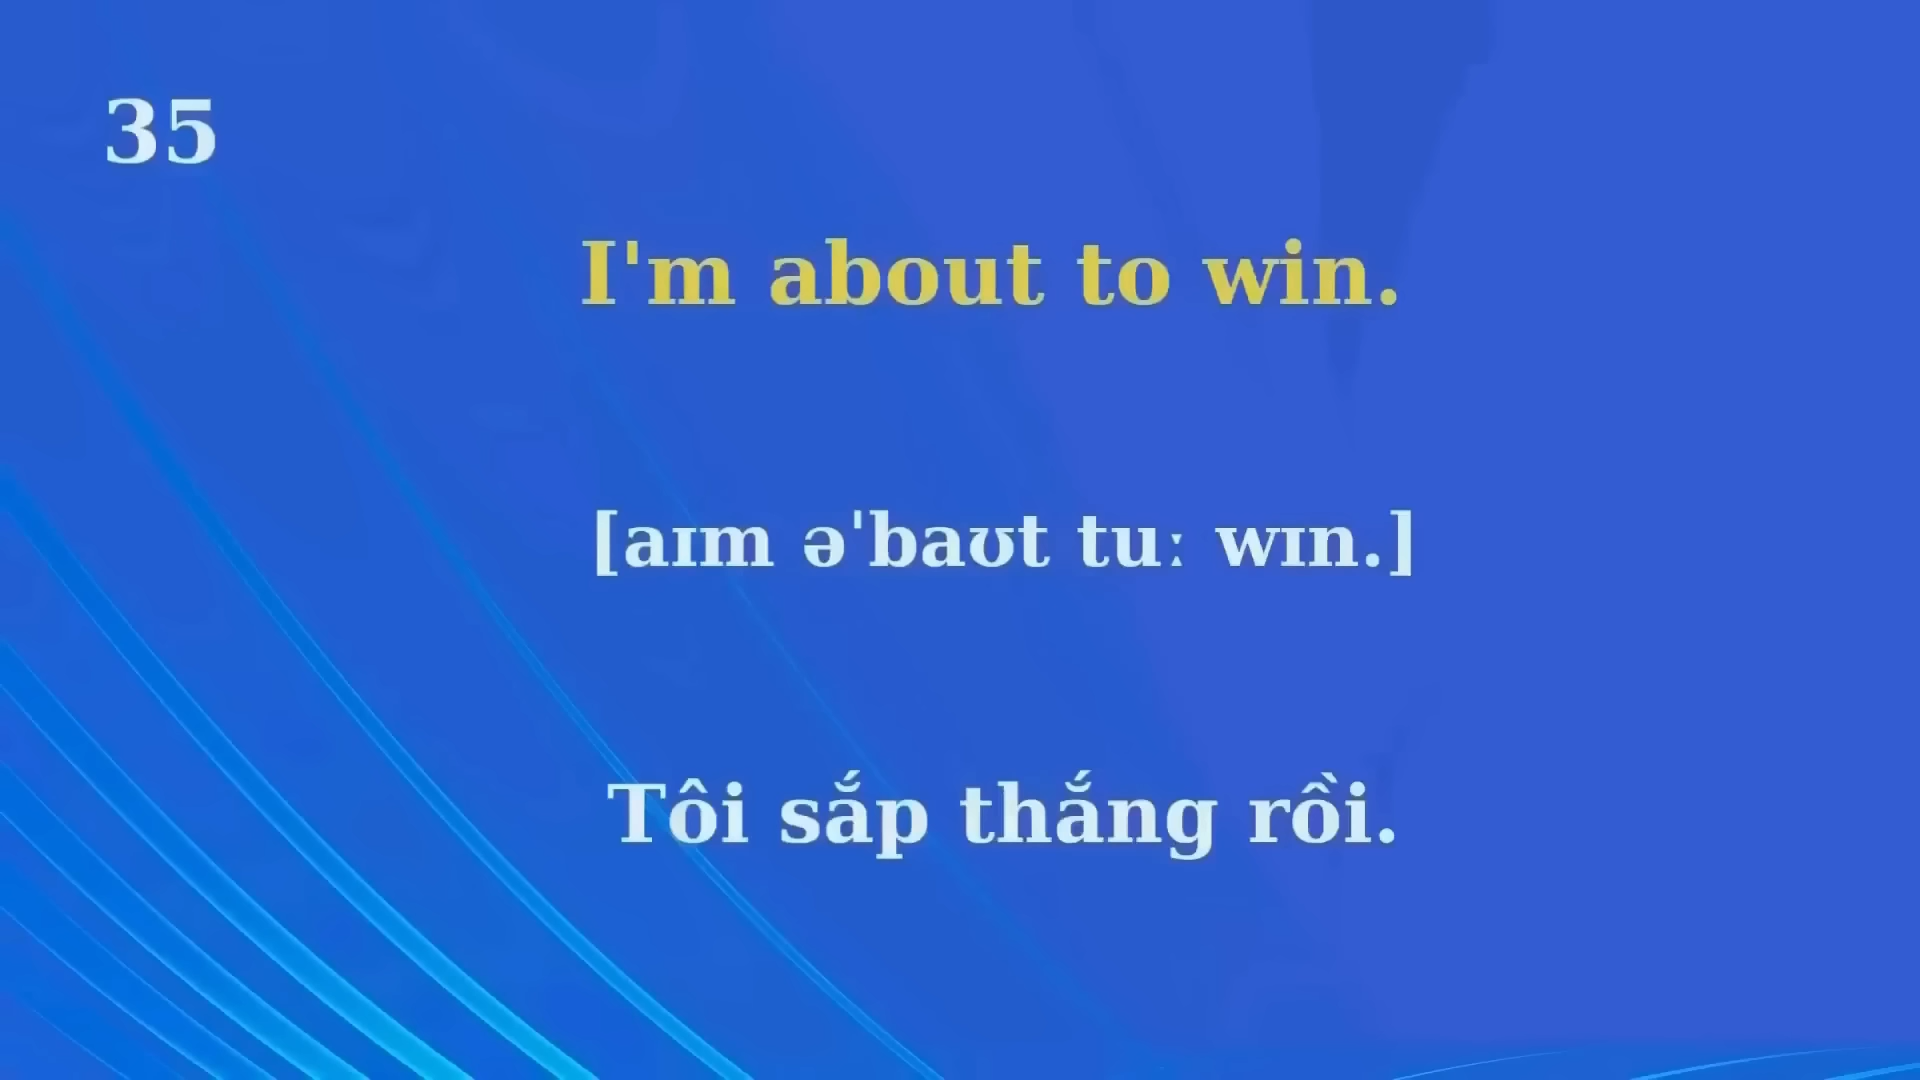 35
I'm about to win.
[aɪm əˈbaʊt tuː wɪn.]
Tôi sắp thắng rồi.